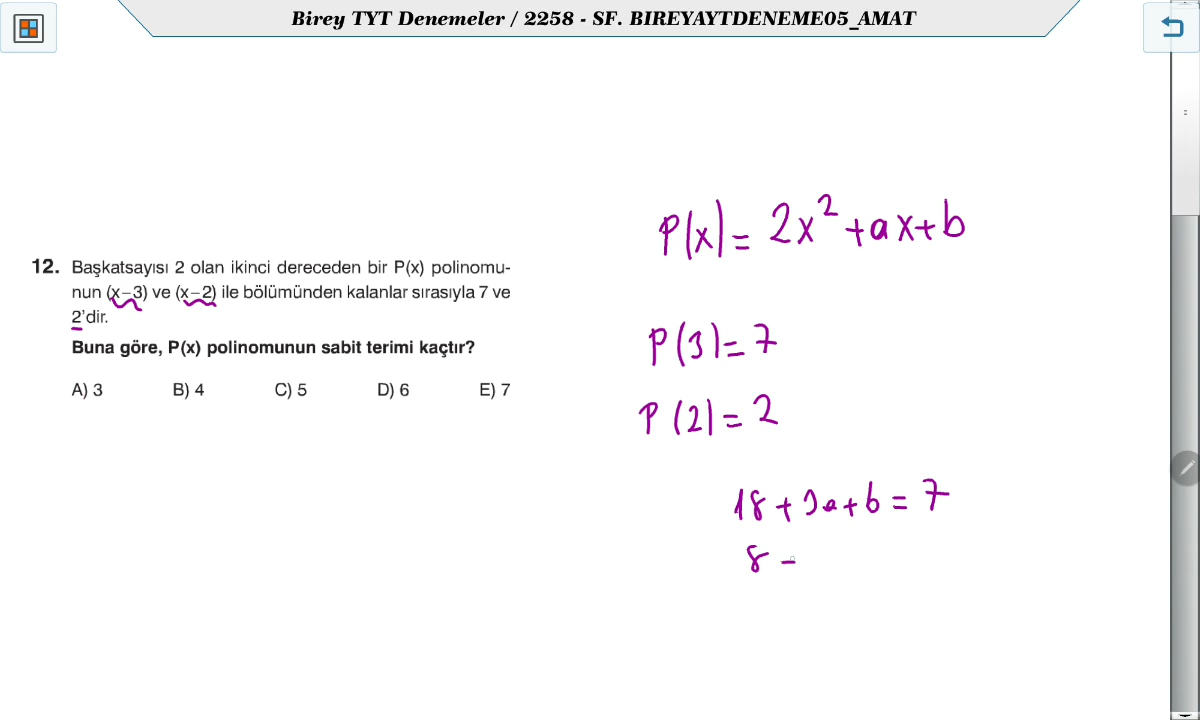 Birey TYT Denemeler / 2258 - SF. BIREYAYTDENEME05_AMAT
12. Başkatsayısı 2 olan ikinci dereceden bir P(x) polinomu-
nun (x−3) ve (x−2) ile bölümünden kalanlar sırasıyla 7 ve
2'dir.
Buna göre, P(x) polinomunun sabit terimi kaçtır?
A) 3 B) 4 C) 5 D) 6 E) 7
P(x) = 2x² + ax + b
P(3) = 7
P(2) = 2
18 + 3a + b = 7
8 -